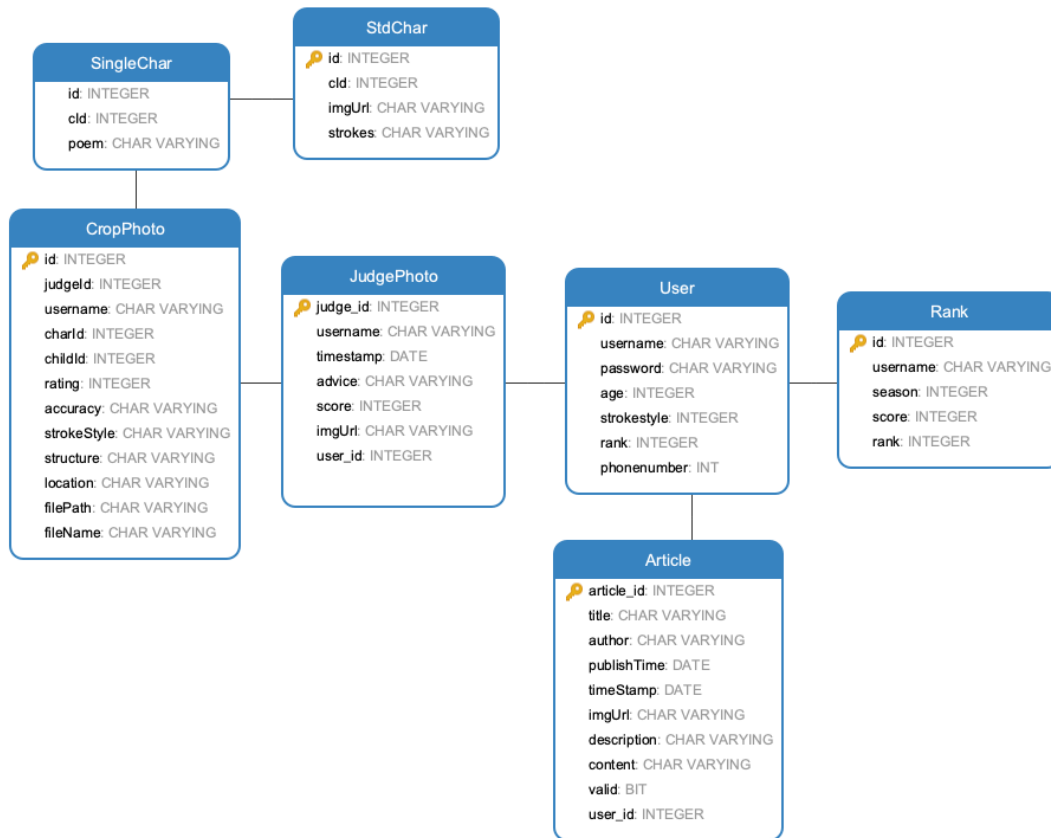 StdChar
id: INTEGER
cId: INTEGER
imgUrl: CHAR VARYING
strokes: CHAR VARYING
SingleChar
id: INTEGER
cId: INTEGER
poem: CHAR VARYING
CropPhoto
id: INTEGER
judgeId: INTEGER
username: CHAR VARYING
charId: INTEGER
childId: INTEGER
rating: INTEGER
accuracy: CHAR VARYING
strokeStyle: CHAR VARYING
structure: CHAR VARYING
location: CHAR VARYING
filePath: CHAR VARYING
fileName: CHAR VARYING
JudgePhoto
judge_id: INTEGER
username: CHAR VARYING
timestamp: DATE
advice: CHAR VARYING
score: INTEGER
imgUrl: CHAR VARYING
user_id: INTEGER
User
id: INTEGER
username: CHAR VARYING
password: CHAR VARYING
age: INTEGER
strokestyle: INTEGER
rank: INTEGER
phonenumber: INT
Rank
id: INTEGER
username: CHAR VARYING
season: INTEGER
score: INTEGER
rank: INTEGER
Article
article_id: INTEGER
title: CHAR VARYING
author: CHAR VARYING
publishTime: DATE
timeStamp: DATE
imgUrl: CHAR VARYING
description: CHAR VARYING
content: CHAR VARYING
valid: BIT
user_id: INTEGER